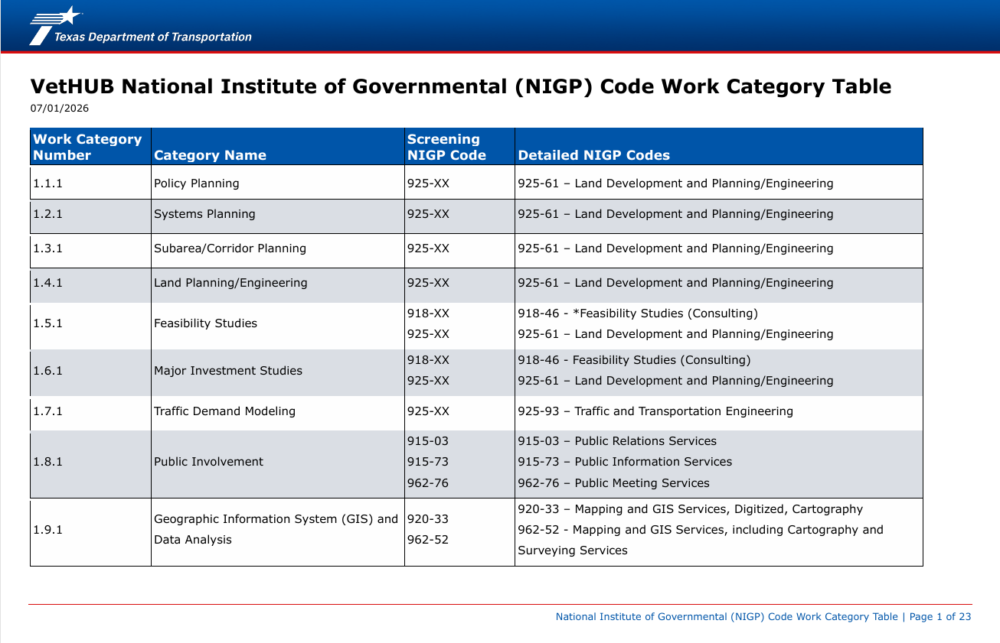 Texas Department of Transportation
VetHUB National Institute of Governmental (NIGP) Code Work Category Table
07/01/2026
Work Category Number | Category Name | Screening NIGP Code | Detailed NIGP Codes
1.1.1 Policy Planning 925-XX 925-61 – Land Development and Planning/Engineering
1.2.1 Systems Planning 925-XX 925-61 – Land Development and Planning/Engineering
1.3.1 Subarea/Corridor Planning 925-XX 925-61 – Land Development and Planning/Engineering
1.4.1 Land Planning/Engineering 925-XX 925-61 – Land Development and Planning/Engineering
1.5.1 Feasibility Studies
918-XX 918-46 - *Feasibility Studies (Consulting)
925-XX 925-61 – Land Development and Planning/Engineering
1.6.1 Major Investment Studies
918-XX 918-46 - Feasibility Studies (Consulting)
925-XX 925-61 – Land Development and Planning/Engineering
1.7.1 Traffic Demand Modeling 925-XX 925-93 – Traffic and Transportation Engineering
1.8.1 Public Involvement
915-03 915-03 – Public Relations Services
915-73 915-73 – Public Information Services
962-76 962-76 – Public Meeting Services
1.9.1
Geographic Information System (GIS) and
Data Analysis
920-33
962-52
920-33 – Mapping and GIS Services, Digitized, Cartography
962-52 - Mapping and GIS Services, including Cartography and
Surveying Services
National Institute of Governmental (NIGP) Code Work Category Table | Page 1 of 23